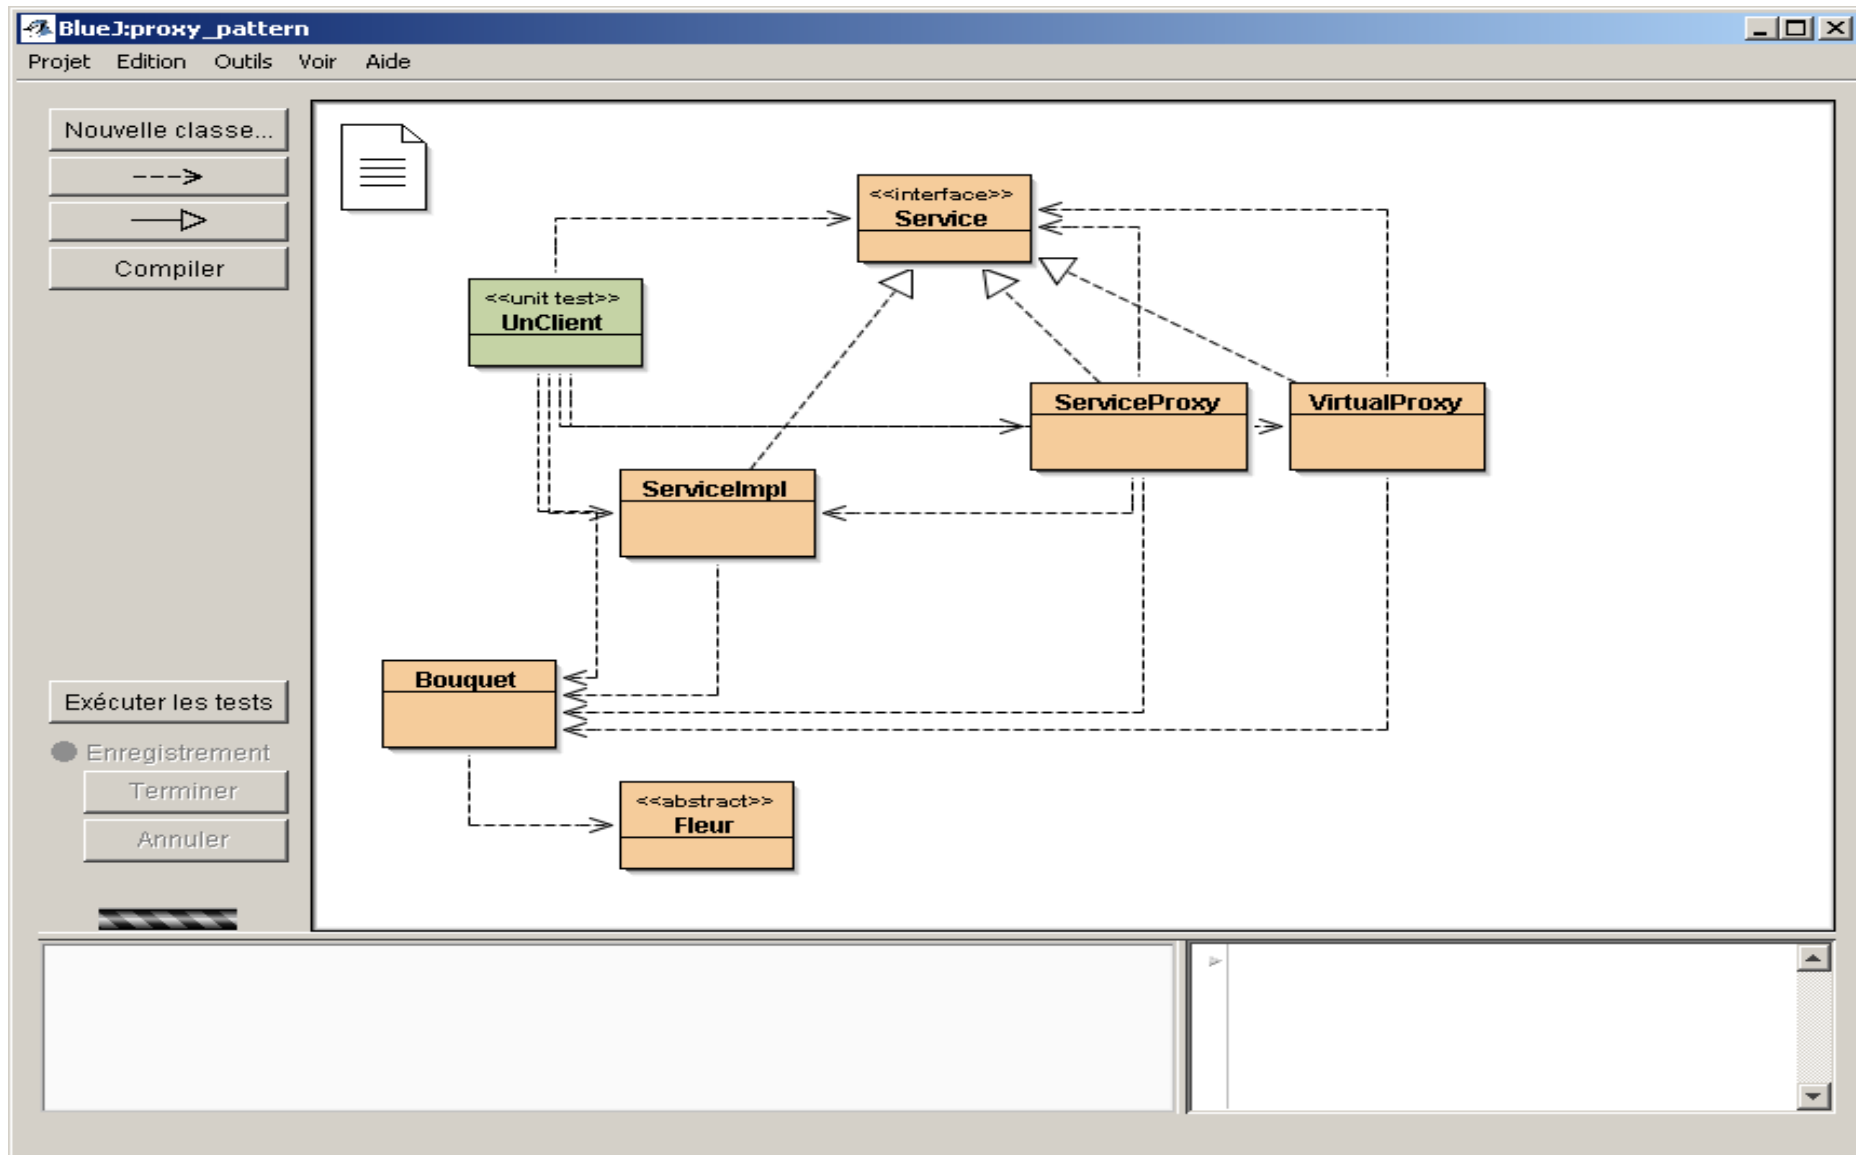 BlueJ:proxy_pattern
Projet Edition Outils Voir Aide
Nouvelle classe...
Compiler
<<interface>>
Service
<<unit test>>
UnClient
ServiceProxy
VirtualProxy
ServiceImpl
Bouquet
<<abstract>>
Fleur
Exécuter les tests
Enregistrement
Terminer
Annuler